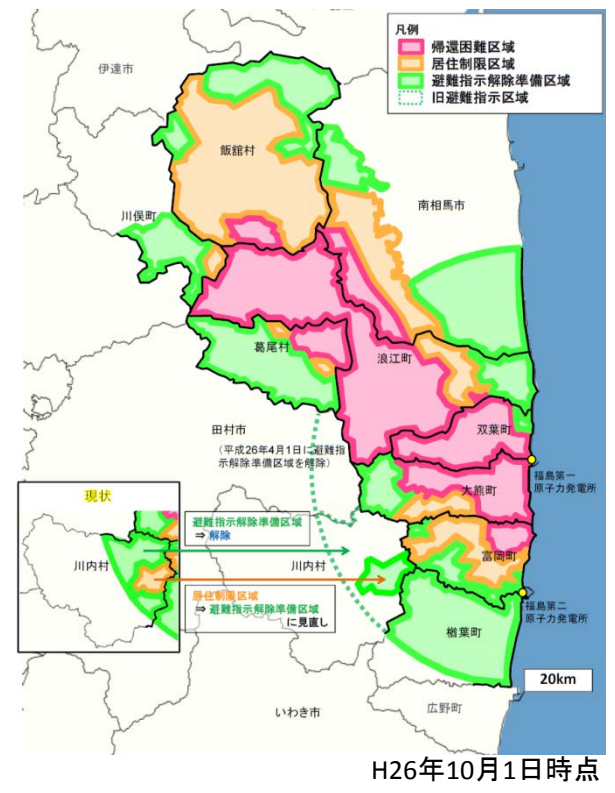 凡例
帰還困難区域
居住制限区域
避難指示解除準備区域
旧避難指示区域
伊達市
飯舘村
川俣町
南相馬市
葛尾村
浪江町
田村市
(平成26年4月1日に避難指
示解除準備区域を解除)
双葉町
福島第一
原子力発電所
大熊町
現状
避難指示解除準備区域
⇒ 解除
川内村
川内村
富岡町
居住制限区域
⇒ 避難指示解除準備区域
に見直し
福島第二
原子力発電所
楢葉町
20km
いわき市
広野町
H26年10月1日時点